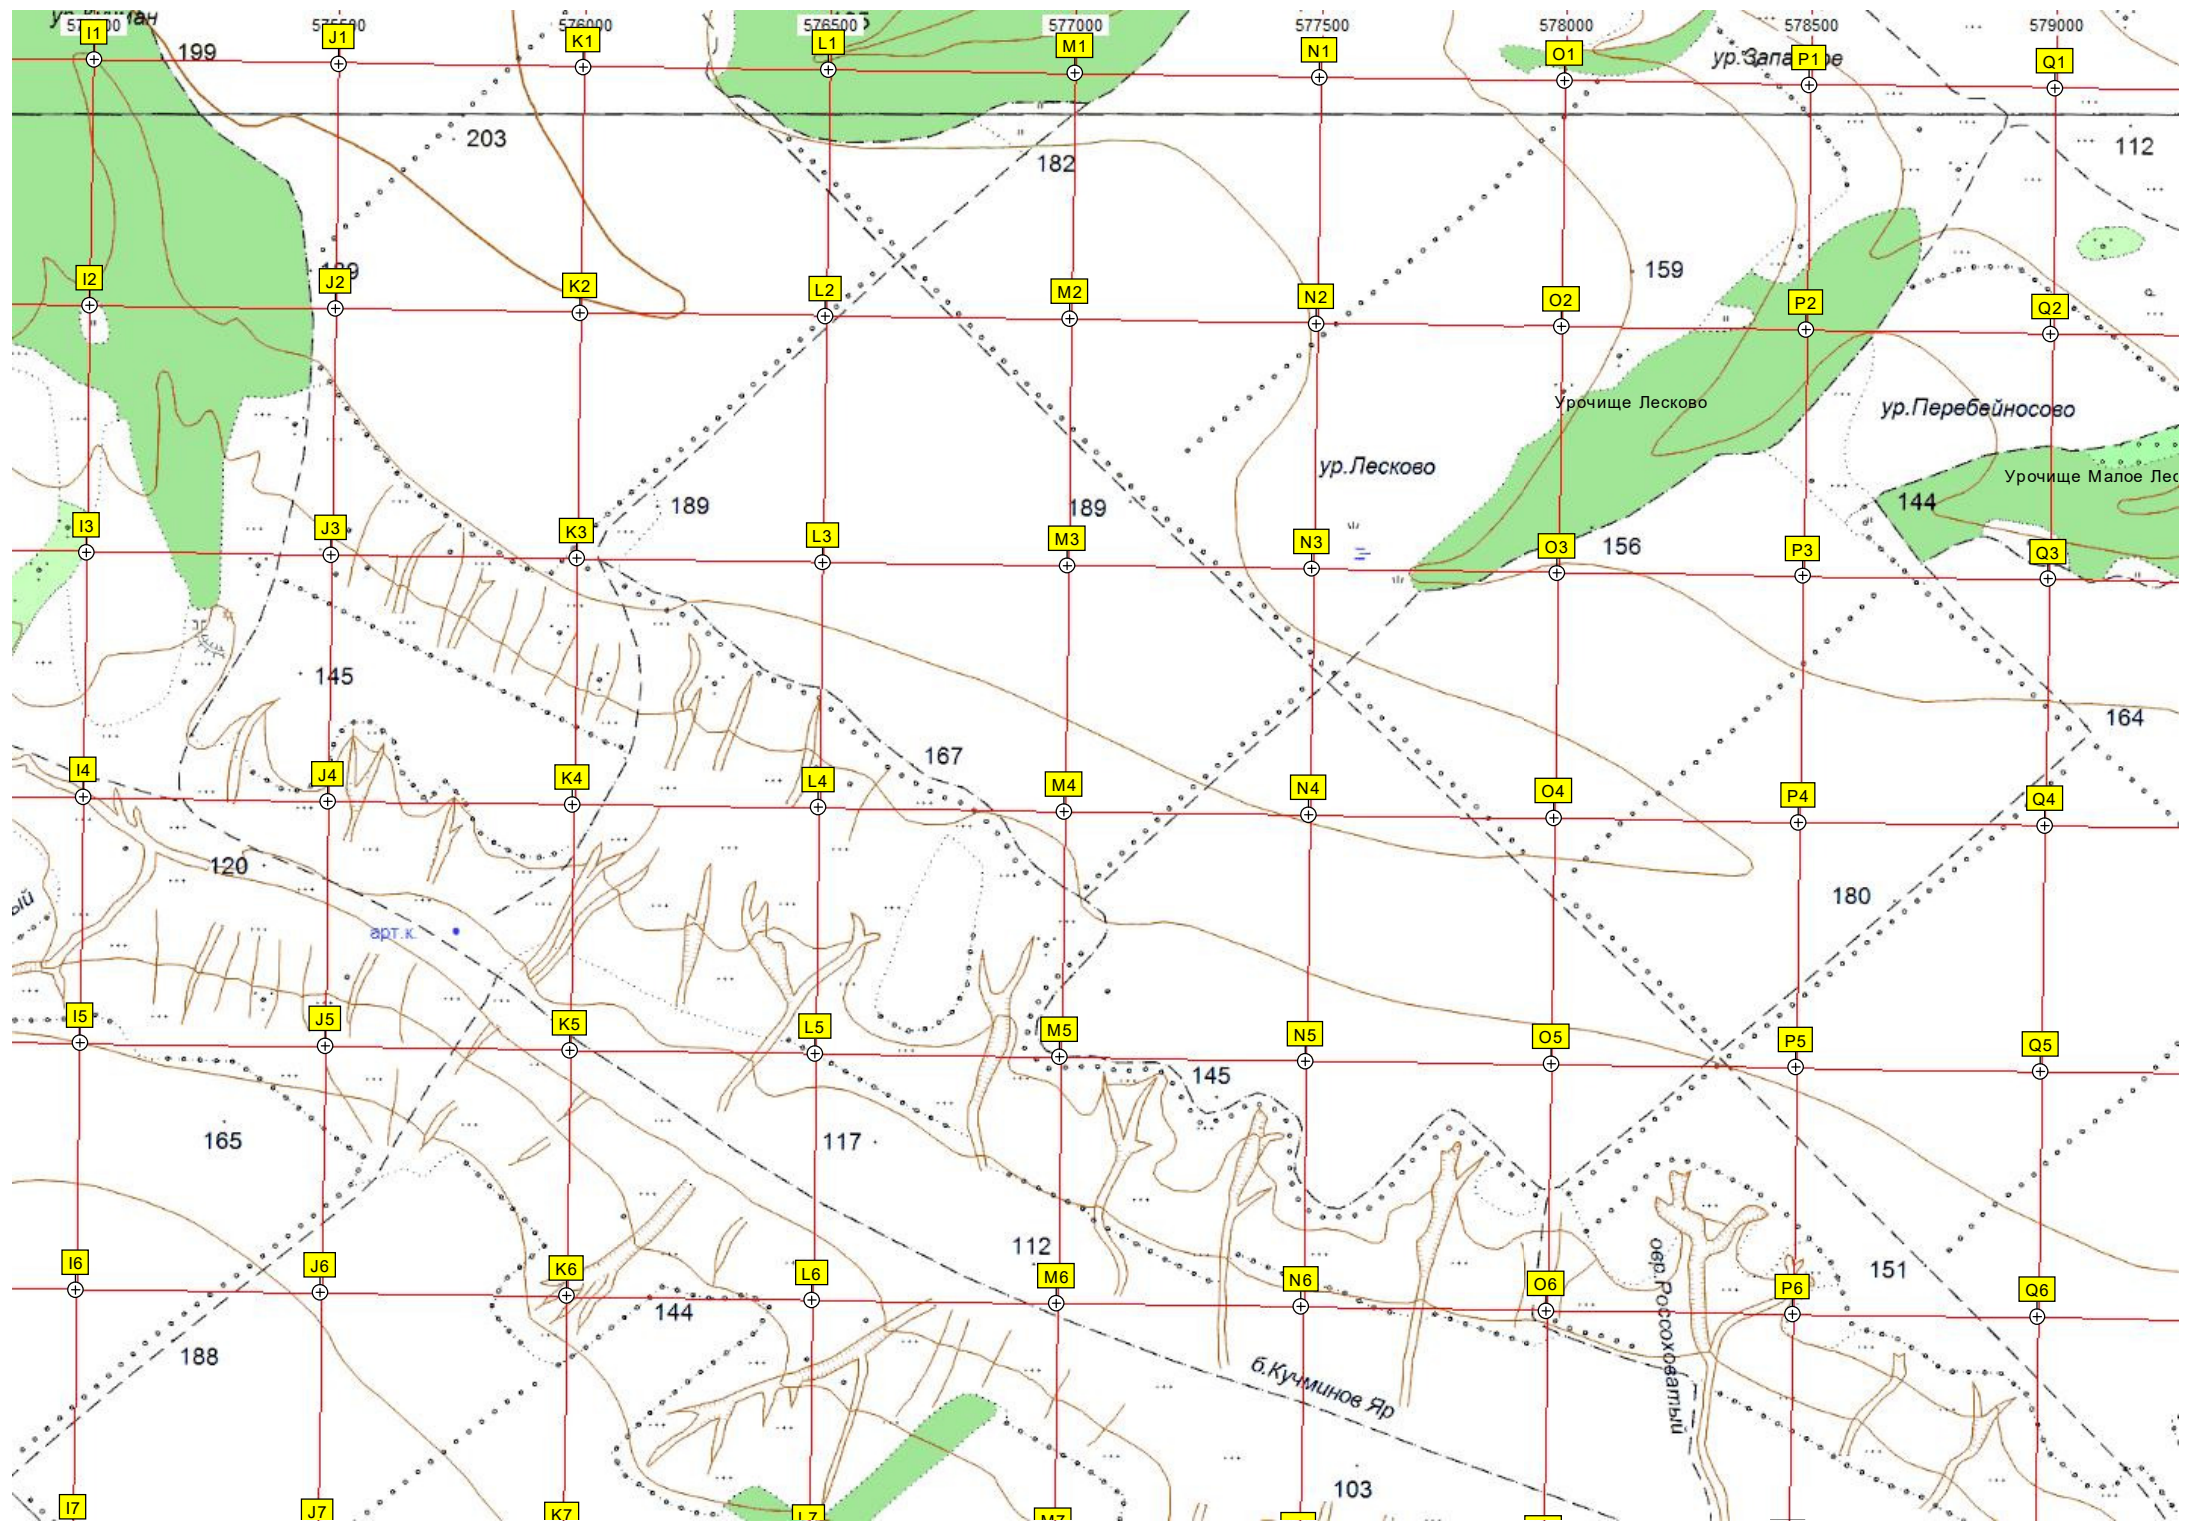 576000 576500 577000 577500 578000 578500 579000
I1 J1 K1 L1 M1 N1 O1 P1 Q1
199
203
182
112
I2 J2 K2 L2 M2 N2 O2 P2 Q2
159
Урочище Лесково
ур.Перебейносово
ур.Лесково
Урочище Малое Лес
189
189
144
156
I3 J3 K3 L3 M3 N3 O3 P3 Q3
145
167
164
I4 J4 K4 L4 M4 N4 O4 P4 Q4
120
180
арт.к.
I5 J5 K5 L5 M5 N5 O5 P5 Q5
145
165
117
112
151
I6 J6 K6 L6 M6 N6 O6 P6 Q6
144
188
б.Кучминов Яр
овр.Россоховатый
103
I7 J7 K7 L7 M7